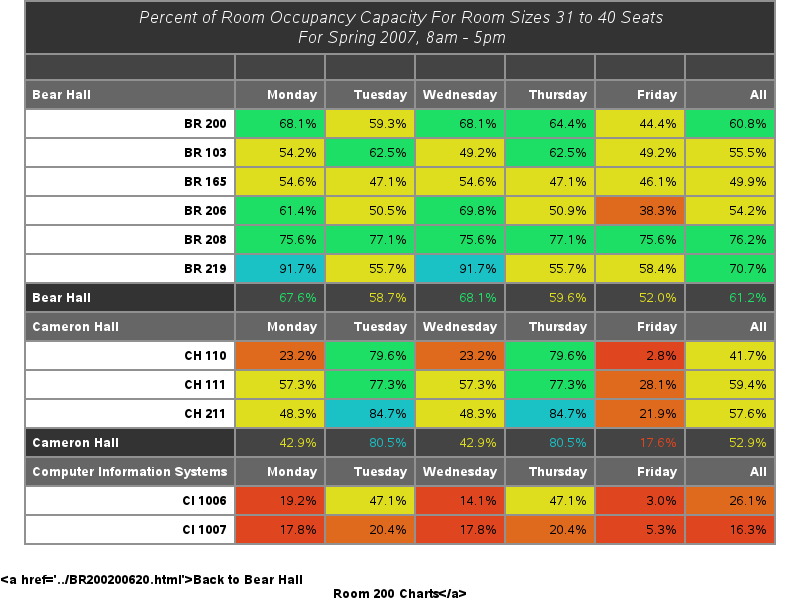 Percent of Room Occupancy Capacity For Room Sizes 31 to 40 Seats
For Spring 2007, 8am - 5pm
Bear Hall Monday Tuesday Wednesday Thursday Friday All
BR 200 68.1% 59.3% 68.1% 64.4% 44.4% 60.8%
BR 103 54.2% 62.5% 49.2% 62.5% 49.2% 55.5%
BR 165 54.6% 47.1% 54.6% 47.1% 46.1% 49.9%
BR 206 61.4% 50.5% 69.8% 50.9% 38.3% 54.2%
BR 208 75.6% 77.1% 75.6% 77.1% 75.6% 76.2%
BR 219 91.7% 55.7% 91.7% 55.7% 58.4% 70.7%
Bear Hall 67.6% 58.7% 68.1% 59.6% 52.0% 61.2%
Cameron Hall Monday Tuesday Wednesday Thursday Friday All
CH 110 23.2% 79.6% 23.2% 79.6% 2.8% 41.7%
CH 111 57.3% 77.3% 57.3% 77.3% 28.1% 59.4%
CH 211 48.3% 84.7% 48.3% 84.7% 21.9% 57.6%
Cameron Hall 42.9% 80.5% 42.9% 80.5% 17.6% 52.9%
Computer Information Systems Monday Tuesday Wednesday Thursday Friday All
CI 1006 19.2% 47.1% 14.1% 47.1% 3.0% 26.1%
CI 1007 17.8% 20.4% 17.8% 20.4% 5.3% 16.3%
<a href='../BR200200620.html'>Back to Bear Hall
Room 200 Charts</a>